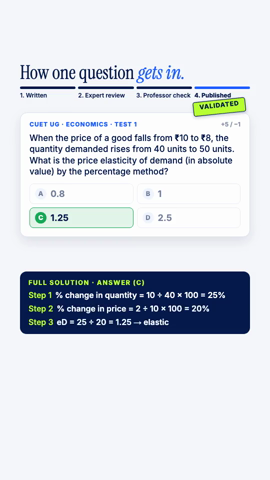 How one question gets in.
1. Written 2. Expert review 3. Professor check 4. Published
VALIDATED
CUET UG · ECONOMICS · TEST 1 +5 / −1
When the price of a good falls from ₹10 to ₹8, the
quantity demanded rises from 40 units to 50 units.
What is the price elasticity of demand (in absolute
value) by the percentage method?
A 0.8 B 1
C 1.25 D 2.5
FULL SOLUTION · ANSWER (C)
Step 1 % change in quantity = 10 ÷ 40 × 100 = 25%
Step 2 % change in price = 2 ÷ 10 × 100 = 20%
Step 3 eD = 25 ÷ 20 = 1.25 → elastic